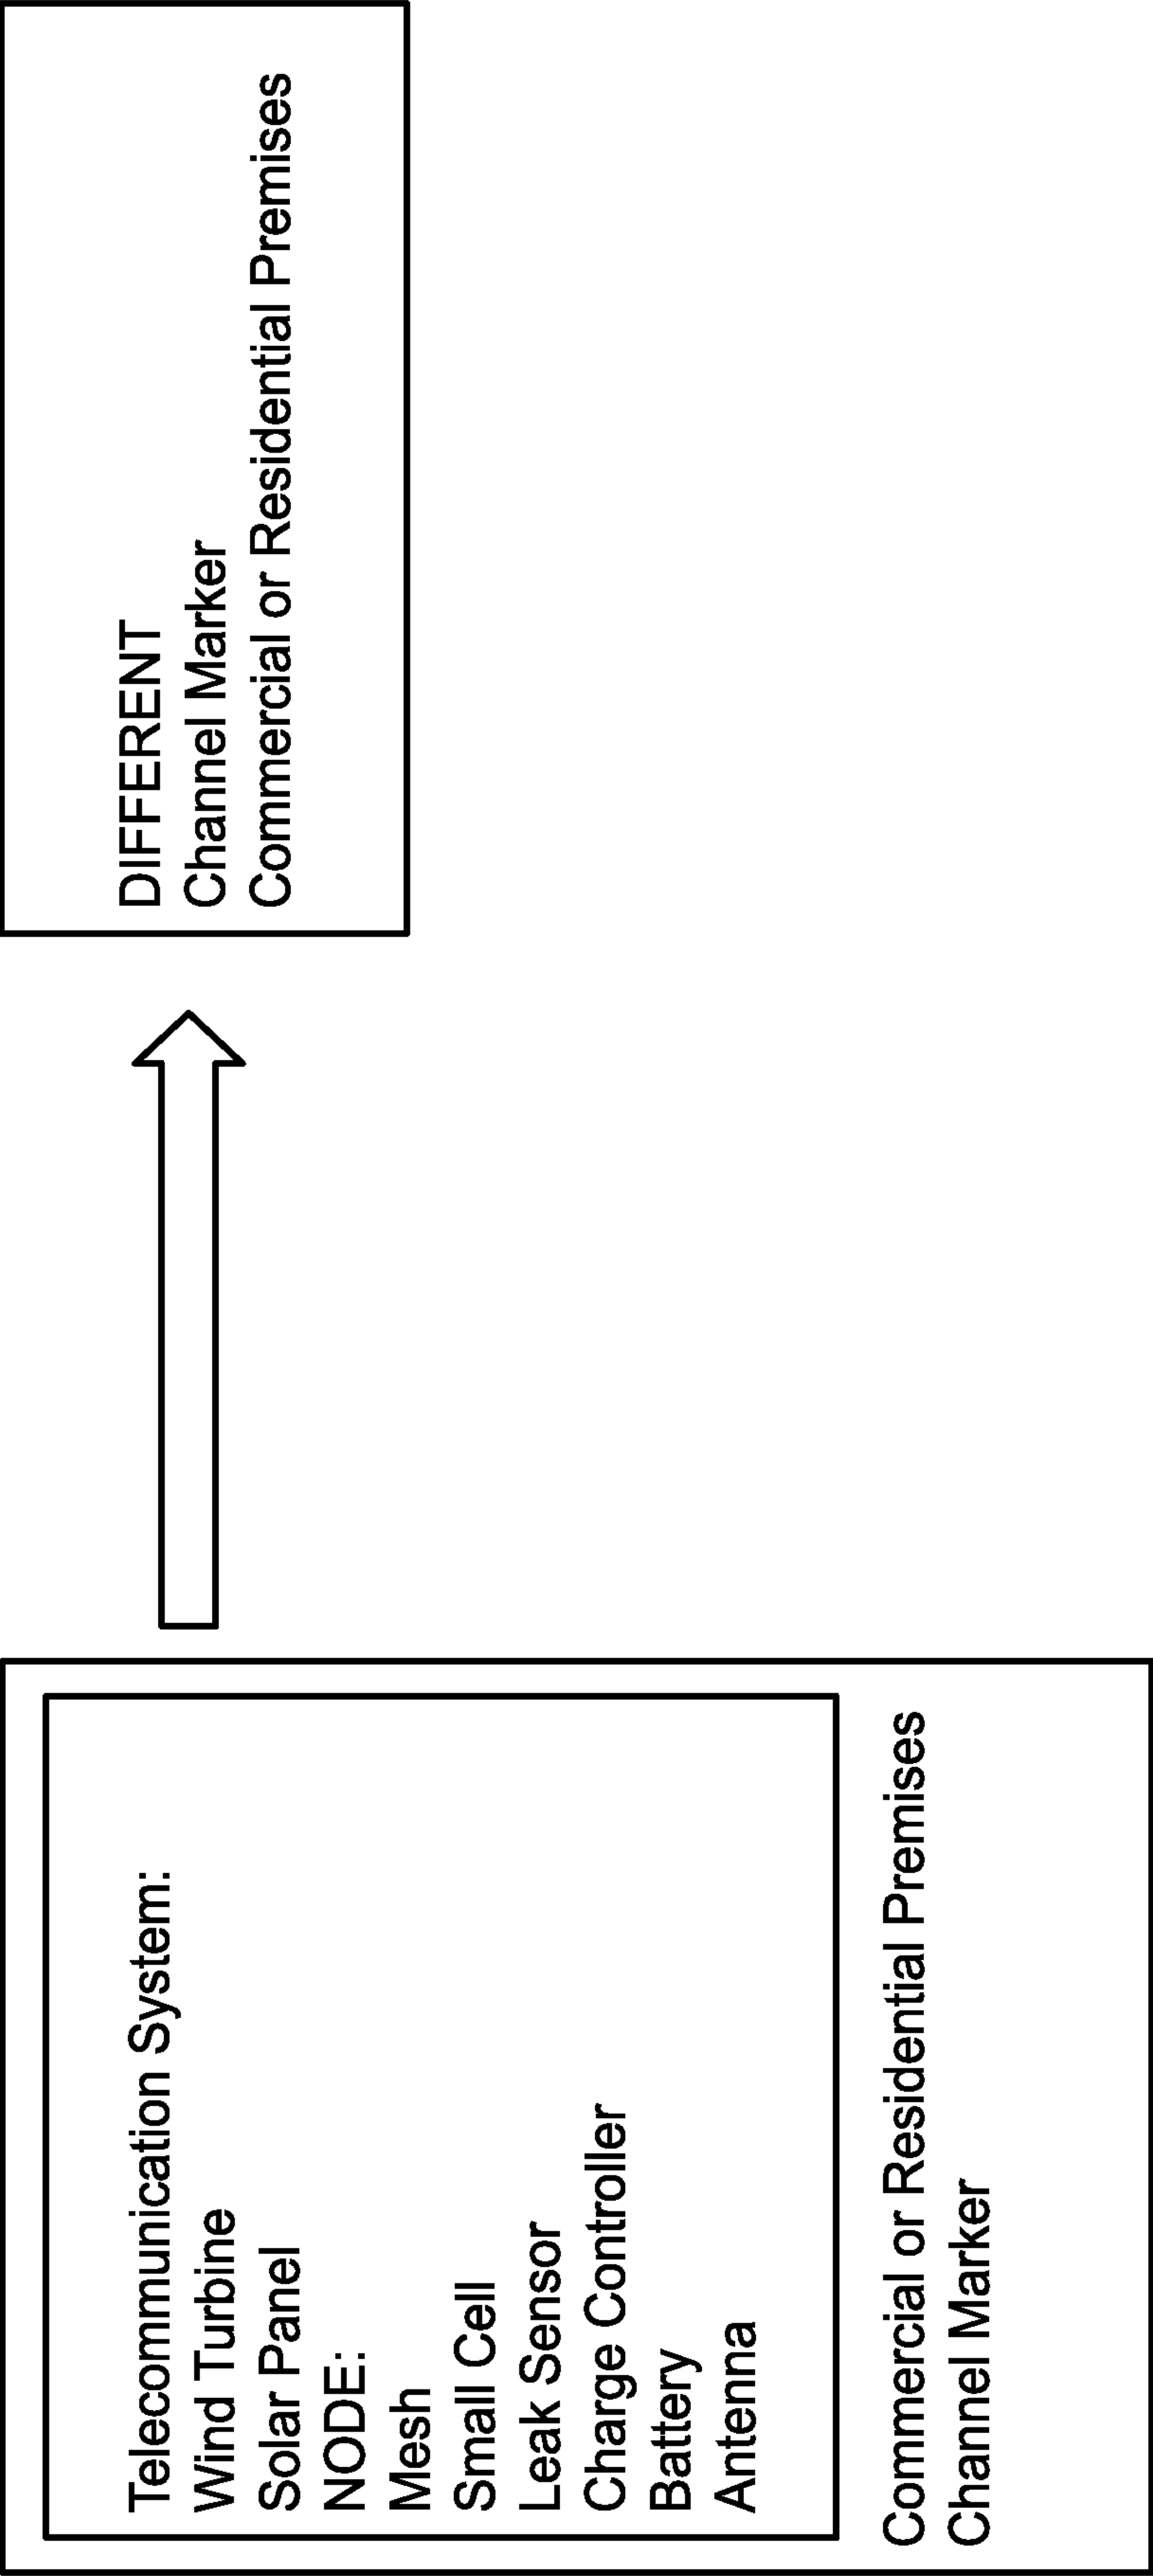 Telecommunication System:
Wind Turbine
Solar Panel
NODE:
Mesh
Small Cell
Leak Sensor
Charge Controller
Battery
Antenna
Commercial or Residential Premises
Channel Marker
DIFFERENT
Channel Marker
Commercial or Residential Premises